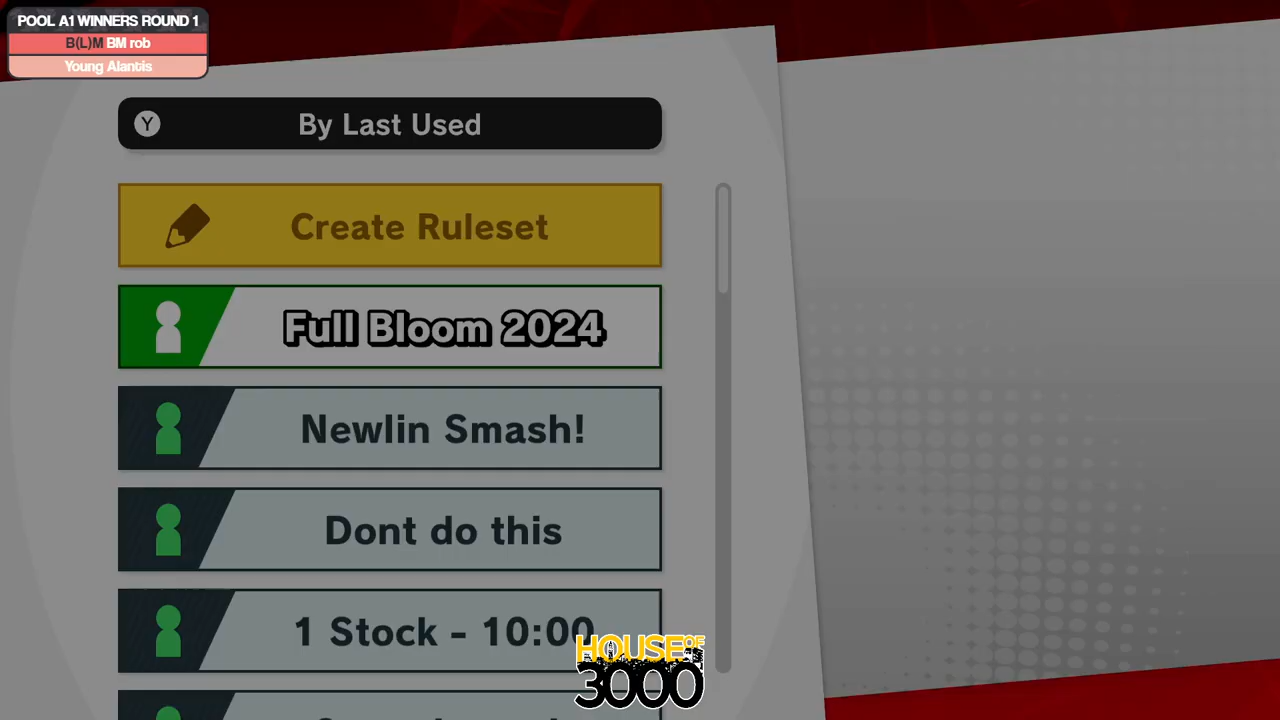 POOL A1 WINNERS ROUND 1
B(L)M BM rob
Young Alantis
Y By Last Used
Create Ruleset
Full Bloom 2024
Newlin Smash!
Dont do this
1 Stock - 10:00
HOUSE OF
3000